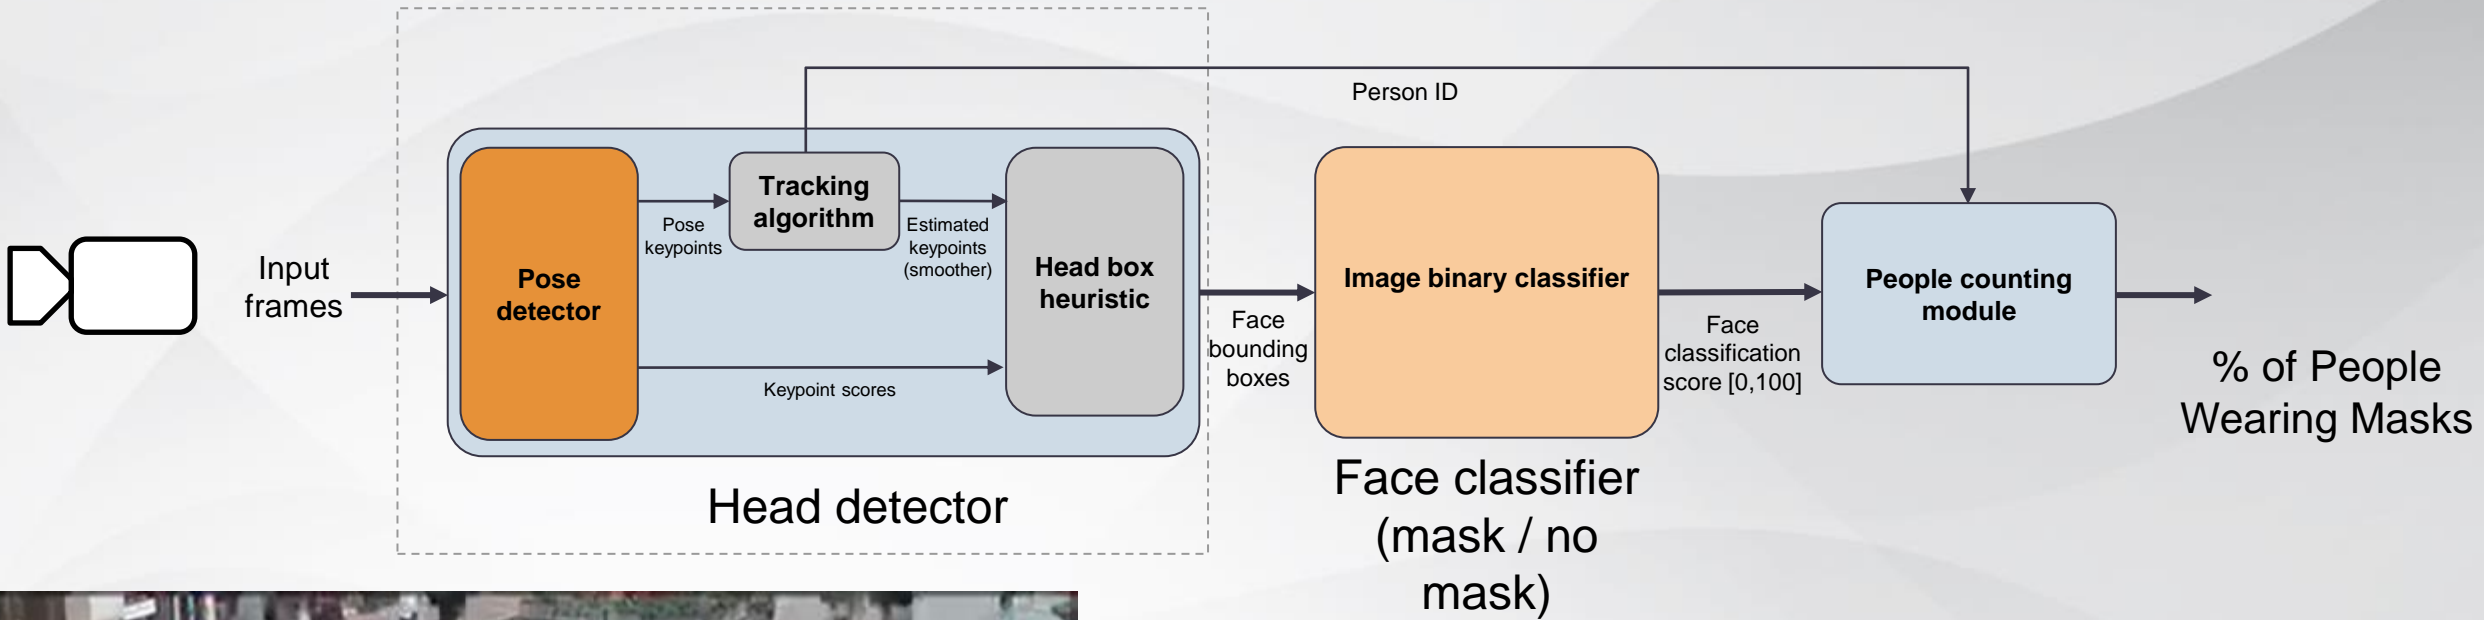 Person ID
Input
frames
Pose
detector
Pose
keypoints
Tracking
algorithm
Estimated
keypoints
(smoother)
Keypoint scores
Head box
heuristic
Head detector
Face
bounding
boxes
Image binary classifier
Face classifier
(mask / no
mask)
Face
classification
score [0,100]
People counting
module
% of People
Wearing Masks